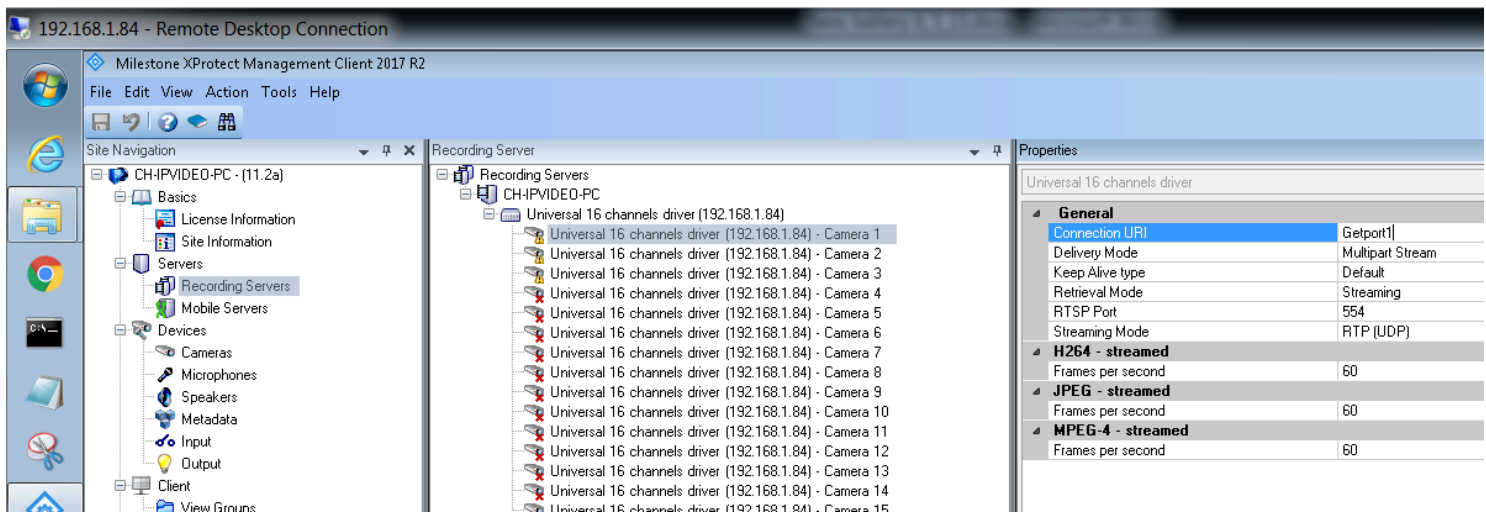 192.168.1.84 - Remote Desktop Connection
Milestone XProtect Management Client 2017 R2
File Edit View Action Tools Help
Site Navigation
CH-IPVIDEO-PC - (11.2a)
Basics
License Information
Site Information
Servers
Recording Servers
Mobile Servers
Devices
Cameras
Microphones
Speakers
Metadata
Input
Output
Client
View Groups
Recording Server
Recording Servers
CH-IPVIDEO-PC
Universal 16 channels driver (192.168.1.84)
Universal 16 channels driver (192.168.1.84) - Camera 1
Universal 16 channels driver (192.168.1.84) - Camera 2
Universal 16 channels driver (192.168.1.84) - Camera 3
Universal 16 channels driver (192.168.1.84) - Camera 4
Universal 16 channels driver (192.168.1.84) - Camera 5
Universal 16 channels driver (192.168.1.84) - Camera 6
Universal 16 channels driver (192.168.1.84) - Camera 7
Universal 16 channels driver (192.168.1.84) - Camera 8
Universal 16 channels driver (192.168.1.84) - Camera 9
Universal 16 channels driver (192.168.1.84) - Camera 10
Universal 16 channels driver (192.168.1.84) - Camera 11
Universal 16 channels driver (192.168.1.84) - Camera 12
Universal 16 channels driver (192.168.1.84) - Camera 13
Universal 16 channels driver (192.168.1.84) - Camera 14
Universal 16 channels driver (192.168.1.84) - Camera 15
Properties
Universal 16 channels driver
General
Connection URI Getport1
Delivery Mode Multipart Stream
Keep Alive type Default
Retrieval Mode Streaming
RTSP Port 554
Streaming Mode RTP (UDP)
H264 - streamed
Frames per second 60
JPEG - streamed
Frames per second 60
MPEG-4 - streamed
Frames per second 60